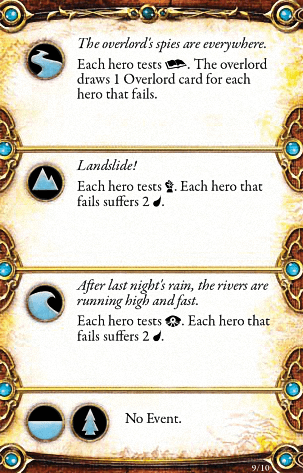 The overlord's spies are everywhere.
Each hero tests . The overlord
draws 1 Overlord card for each
hero that fails.
Landslide!
Each hero tests . Each hero that
fails suffers 2 .
After last night's rain, the rivers are
running high and fast.
Each hero tests . Each hero that
fails suffers 2 .
No Event.
9/10